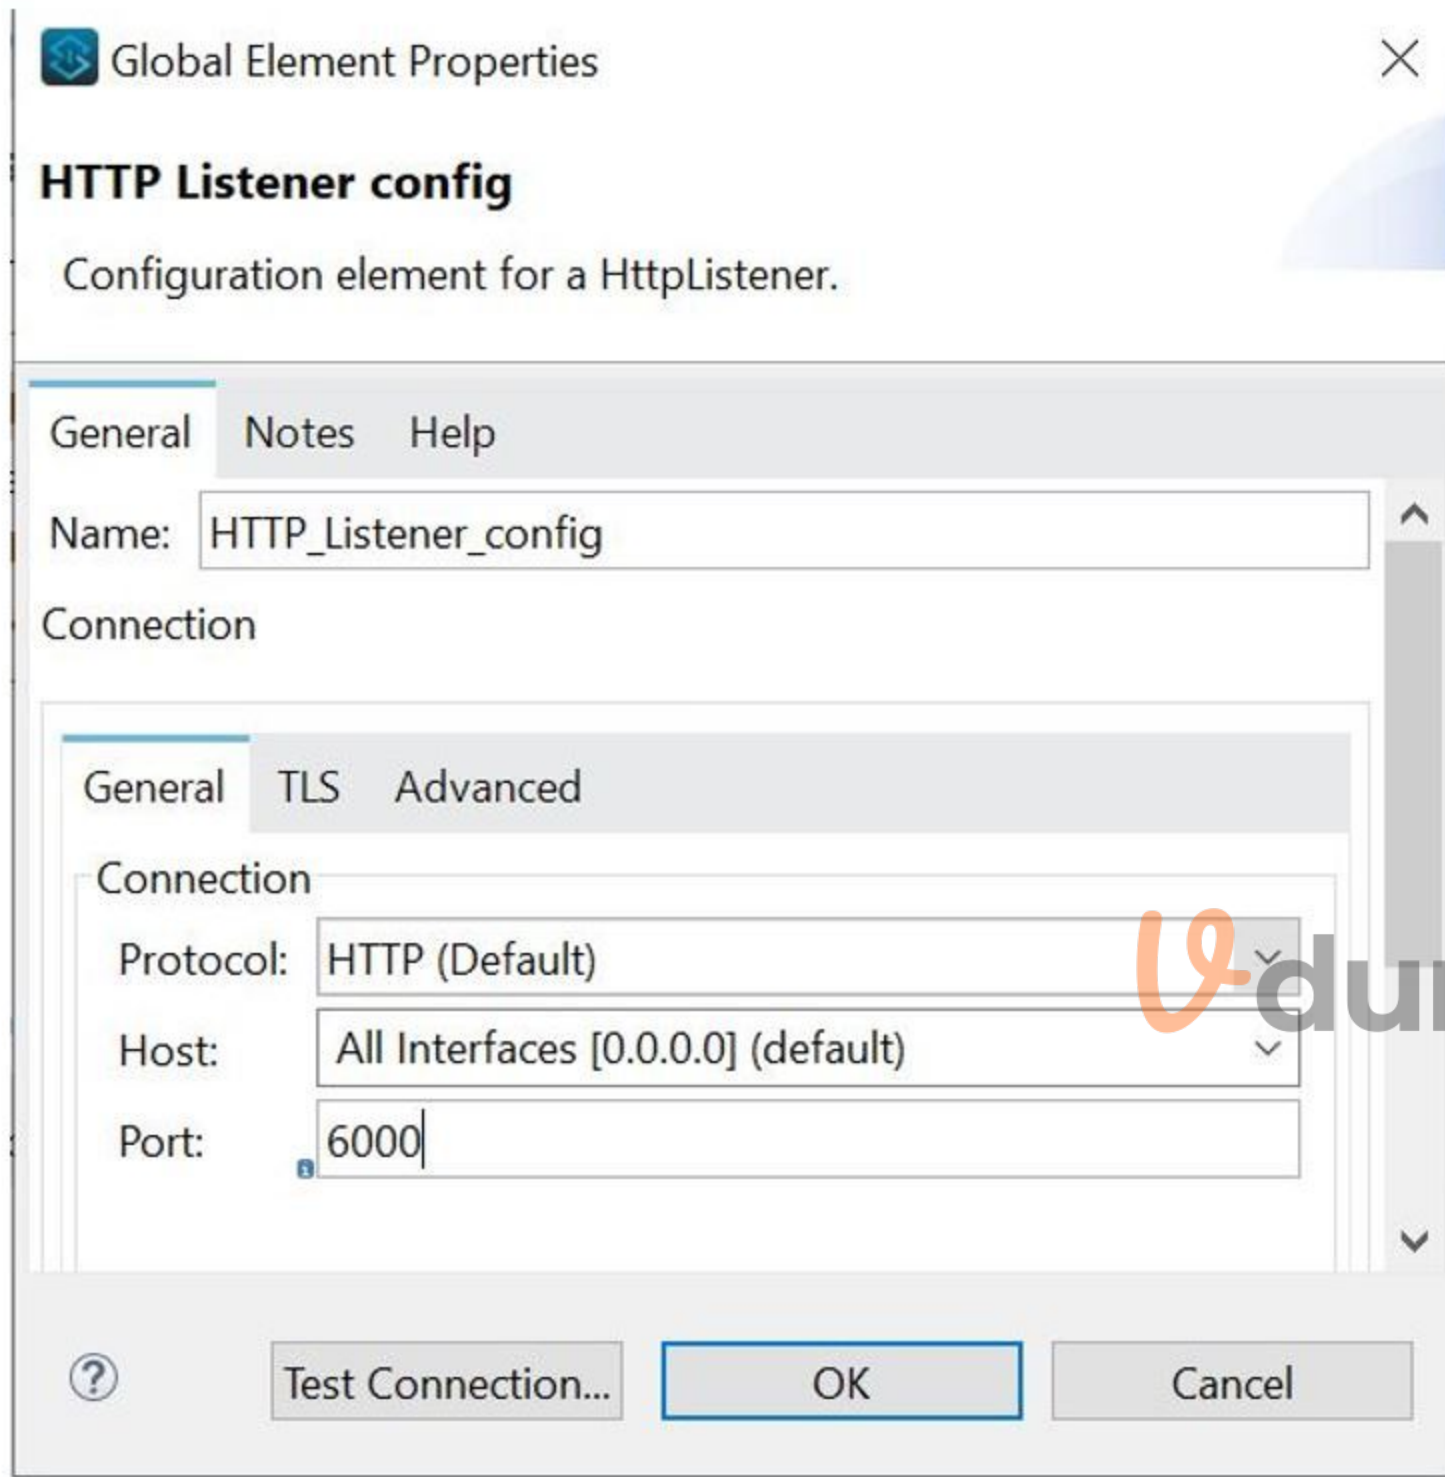 Global Element Properties
HTTP Listener config
Configuration element for a HttpListener.
General Notes Help
Name: HTTP_Listener_config
Connection
General TLS Advanced
Connection
Protocol: HTTP (Default)
Host: All Interfaces [0.0.0.0] (default)
Port: 6000
Test Connection... OK Cancel